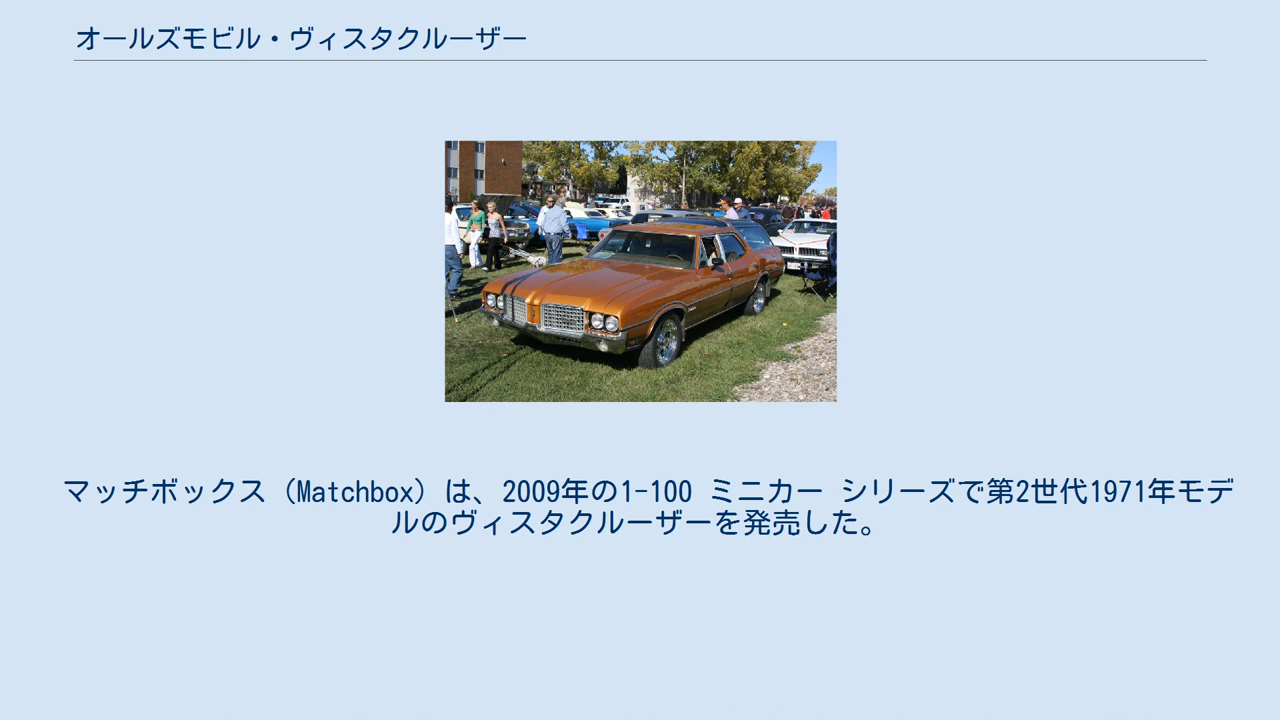 オールズモビル・ヴィスタクルーザー
マッチボックス（Matchbox）は、2009年の1-100 ミニカー シリーズで第2世代1971年モデ
ルのヴィスタクルーザーを発売した。